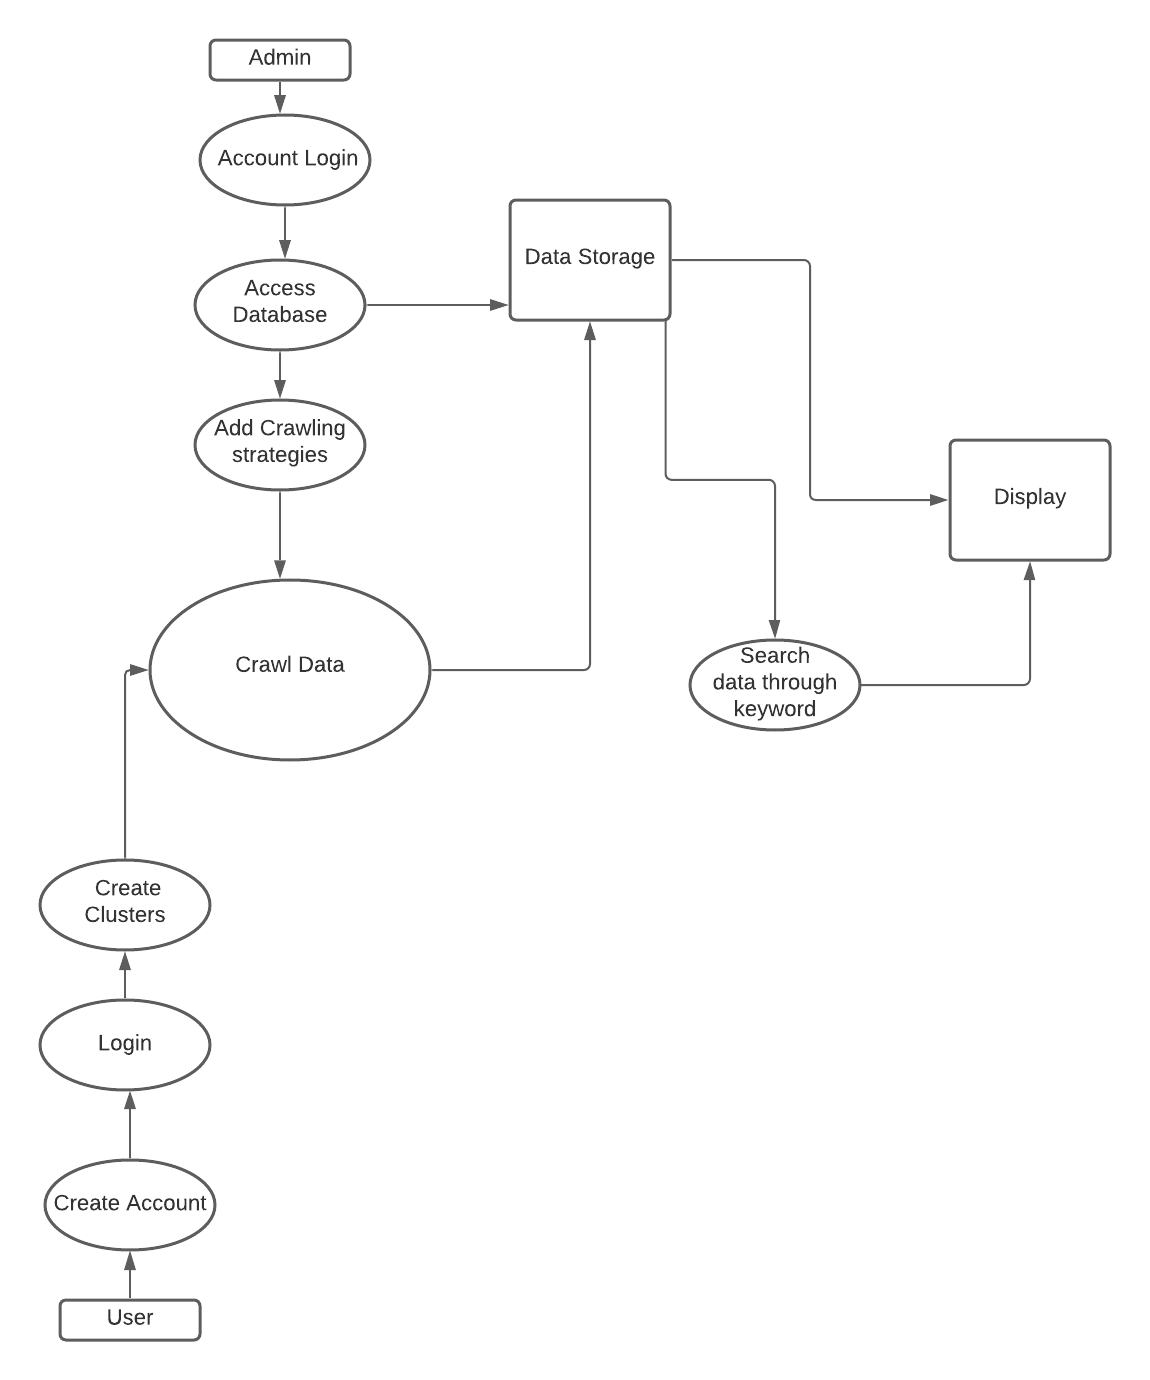 Admin
Account Login
Access
Database
Data Storage
Add Crawling
strategies
Display
Crawl Data
Search
data through
keyword
Create
Clusters
Login
Create Account
User